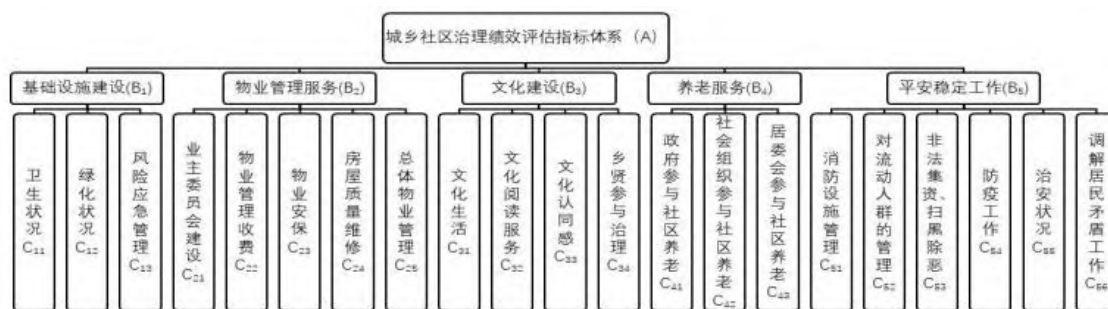 城乡社区治理绩效评估指标体系（A）
基础设施建设(B₁)
物业管理服务(B₂)
文化建设(B₃)
养老服务(B₄)
平安稳定工作(B₅)
卫生状况C₁₁
绿化状况C₁₂
风险应急管理C₁₃
业主委员会建设C₂₁
物业管理收费C₂₂
物业安保C₂₃
房屋质量维修C₂₄
总体物业管理C₂₅
文化生活C₃₁
文化阅读服务C₃₂
文化认同感C₃₃
乡贤参与治理C₃₄
政府参与社区养老C₄₁
社会组织参与社区养老C₄₂
居委会参与社区养老C₄₃
消防设施管理C₅₁
对流动人群的管理C₅₂
非法集资、扫黑除恶C₅₃
防疫工作C₅₄
治安状况C₅₅
调解居民矛盾工作C₅₆